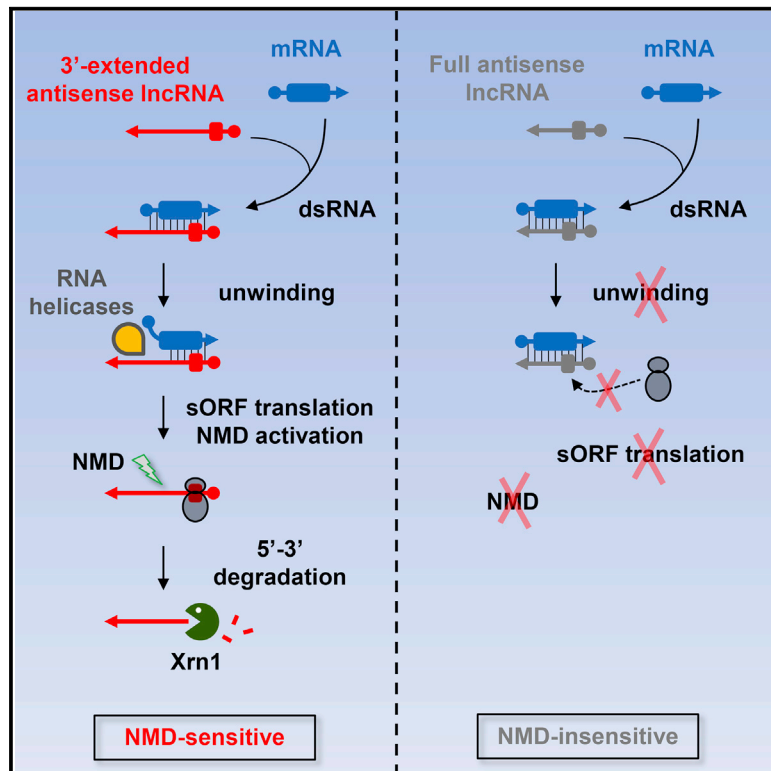 3'-extended
antisense lncRNA
mRNA
dsRNA
RNA
helicases
unwinding
sORF translation
NMD activation
NMD
5'-3'
degradation
Xrn1
NMD-sensitive
Full antisense
lncRNA
mRNA
dsRNA
unwinding
sORF translation
NMD
NMD-insensitive